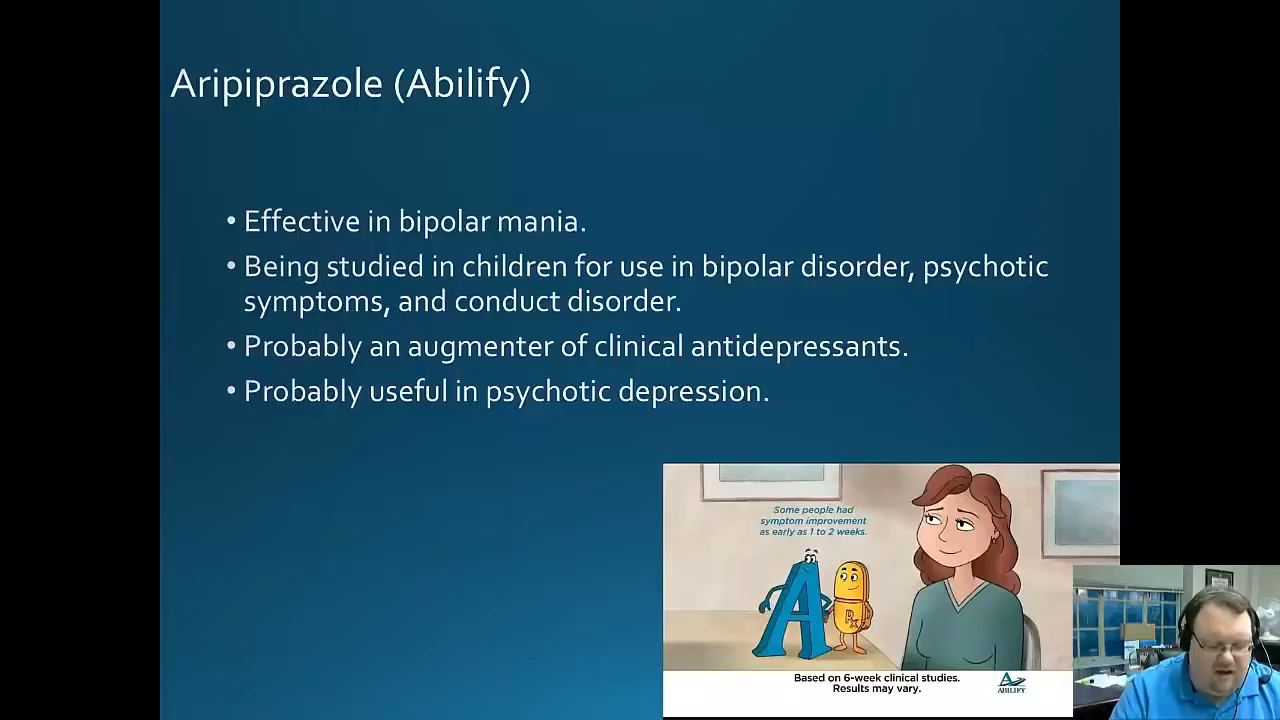 Aripiprazole (Abilify)
• Effective in bipolar mania.
• Being studied in children for use in bipolar disorder, psychotic
symptoms, and conduct disorder.
• Probably an augmenter of clinical antidepressants.
• Probably useful in psychotic depression.
Some people had
symptom improvement
as early as 1 to 2 weeks.
A
Rx
Based on 6-week clinical studies.
Results may vary.
A
ABILIFY